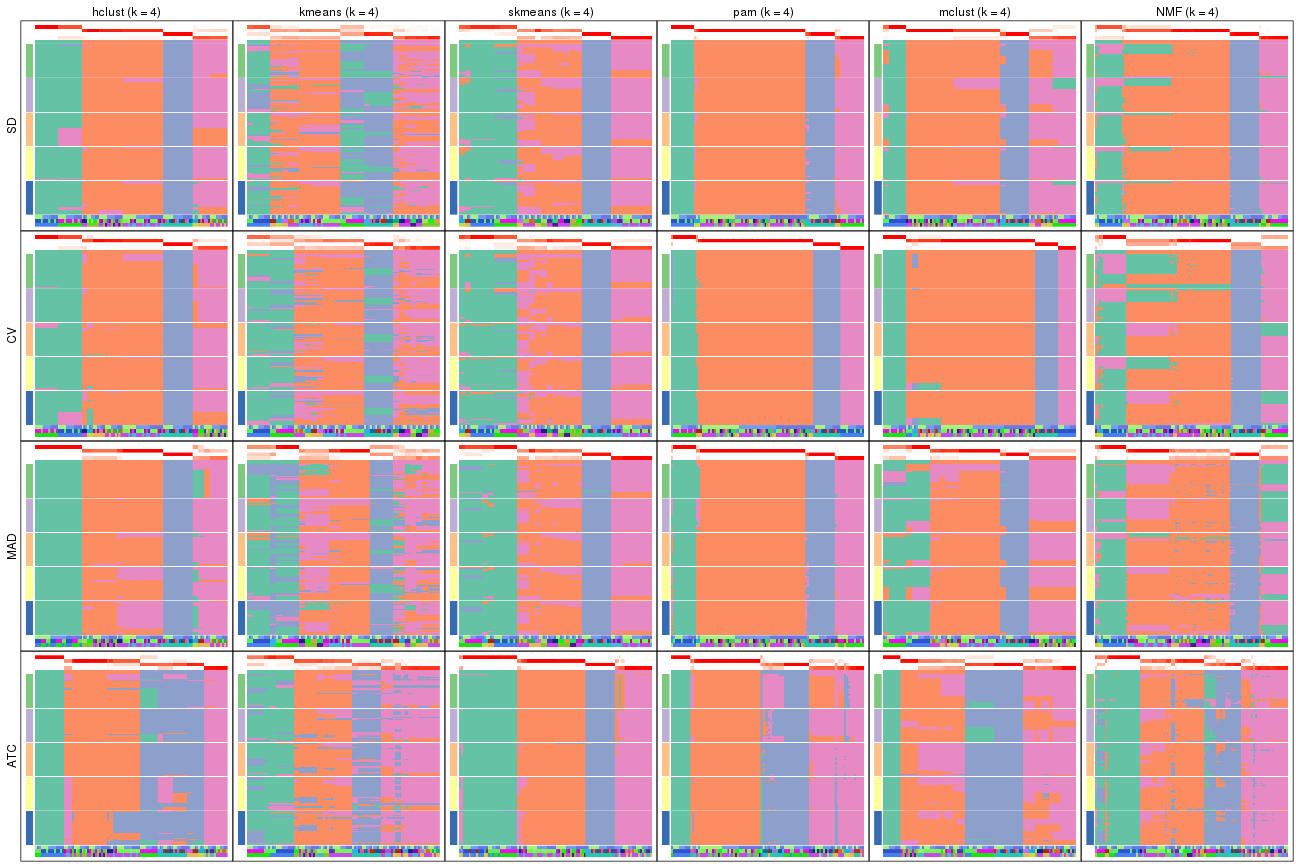 hclust (k = 4) kmeans (k = 4) skmeans (k = 4) pam (k = 4) mclust (k = 4) NMF (k = 4)
SD
CV
MAD
ATC